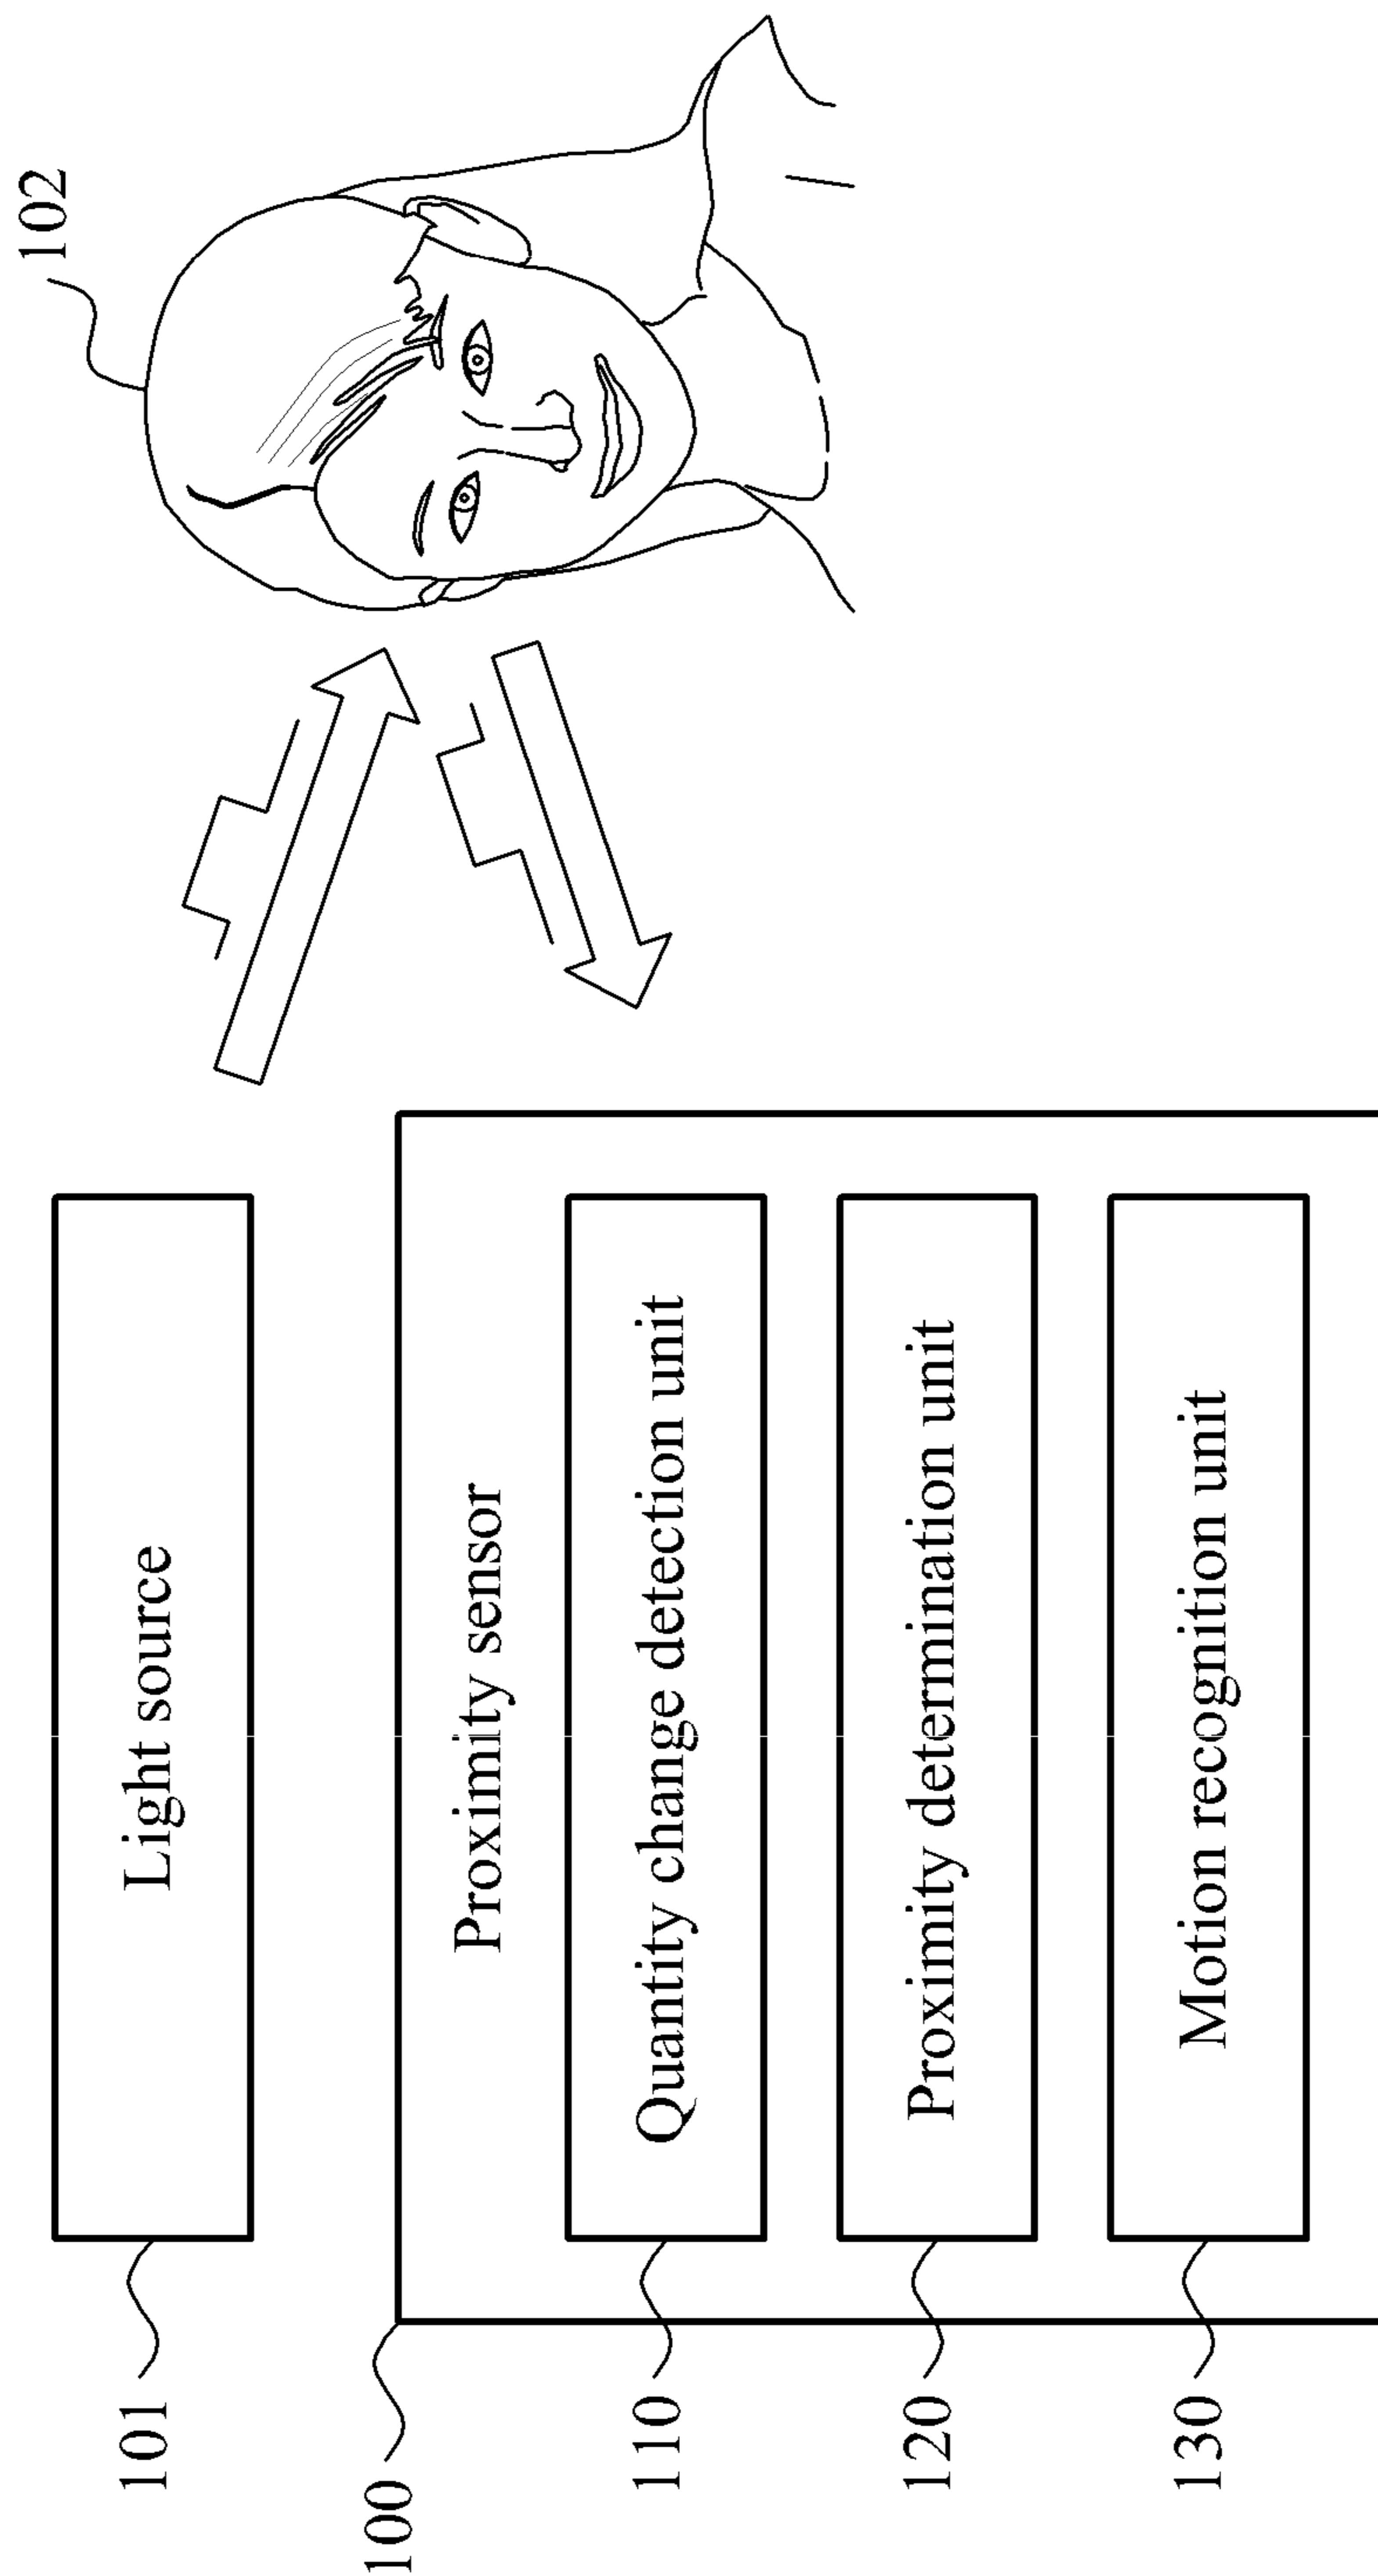 101
Light source
102
100
Proximity sensor
110
Quantity change detection unit
120
Proximity determination unit
130
Motion recognition unit